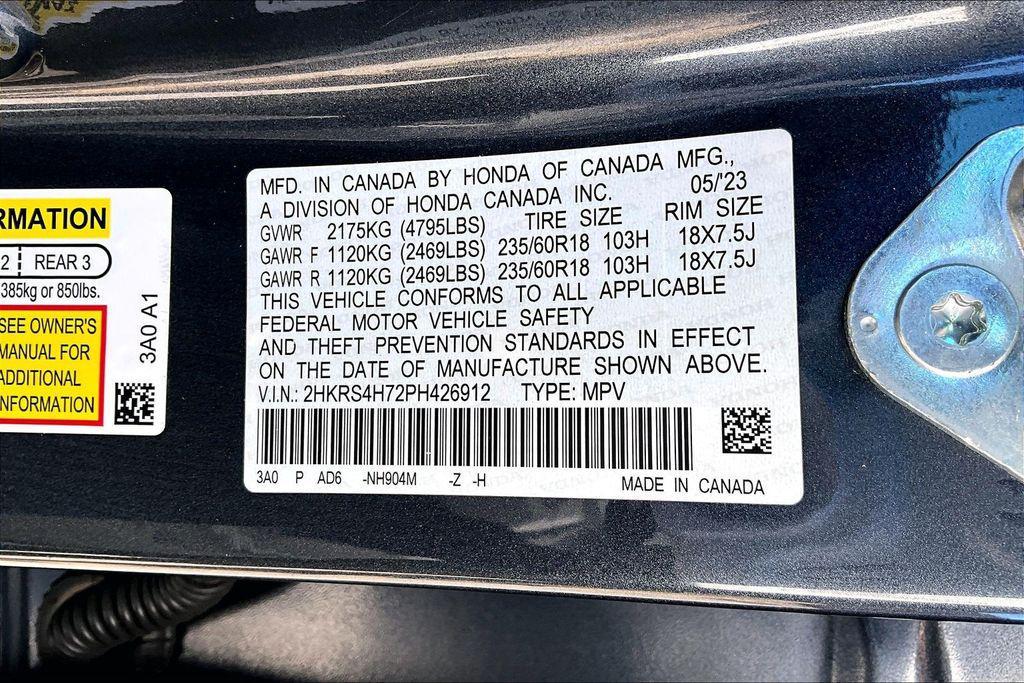 RMATION
2 REAR 3
385kg or 850lbs.
SEE OWNER'S
MANUAL FOR
ADDITIONAL
NFORMATION
3A0 A1
MFD. IN CANADA BY HONDA OF CANADA MFG.,
A DIVISION OF HONDA CANADA INC. 05/'23
GVWR 2175KG (4795LBS) TIRE SIZE RIM SIZE
GAWR F 1120KG (2469LBS) 235/60R18 103H 18X7.5J
GAWR R 1120KG (2469LBS) 235/60R18 103H 18X7.5J
THIS VEHICLE CONFORMS TO ALL APPLICABLE
FEDERAL MOTOR VEHICLE SAFETY
AND THEFT PREVENTION STANDARDS IN EFFECT
ON THE DATE OF MANUFACTURE SHOWN ABOVE.
V.I.N.: 2HKRS4H72PH426912 TYPE: MPV
3A0 P AD6 -NH904M -Z -H MADE IN CANADA